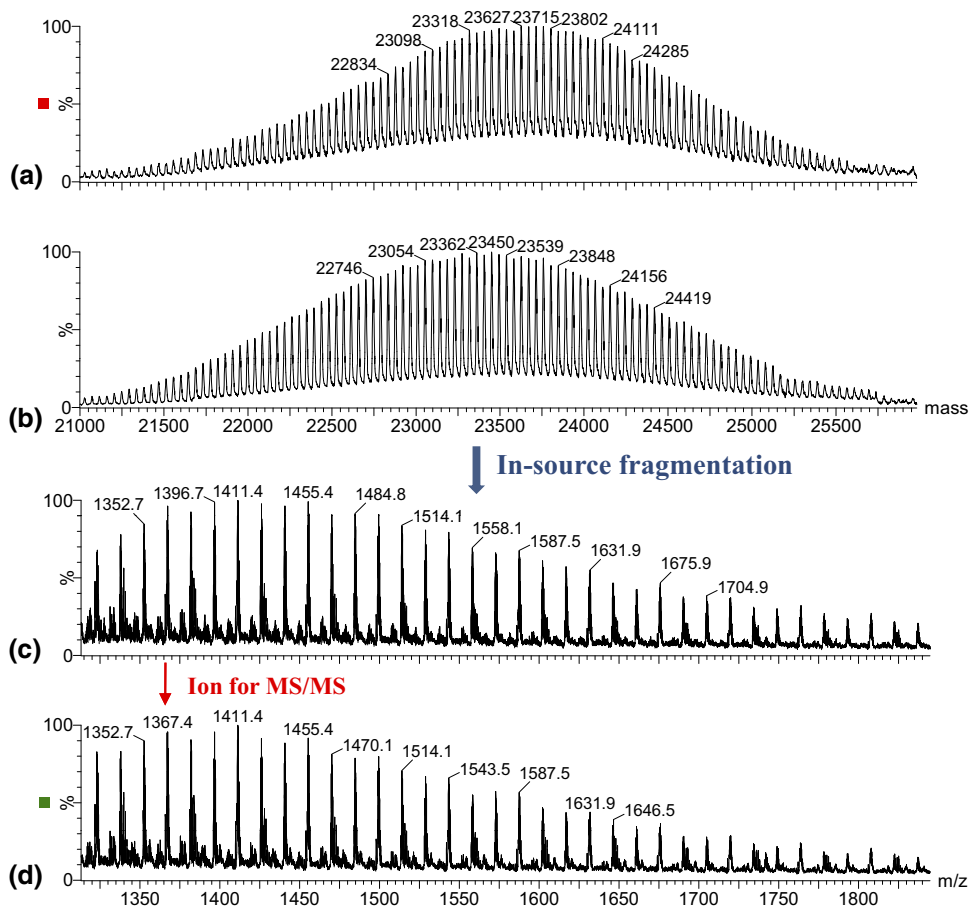 23627 23715 23802
23318 24111
23098 24285
22834
100
%
0
(a)
23362 23450 23539
23054 23848
22746 24156
24419
100
%
0
(b)
21000 21500 22000 22500 23000 23500 24000 24500 25000 25500 mass
In-source fragmentation
1396.7 1411.4 1455.4 1484.8
1352.7 1514.1
1558.1
1587.5
1631.9
1675.9
1704.9
100
%
0
(c)
Ion for MS/MS
1367.4 1411.4
1352.7 1455.4
1470.1
1514.1
1543.5 1587.5
1631.9 1646.5
100
%
0
(d)
1350 1400 1450 1500 1550 1600 1650 1700 1750 1800 m/z